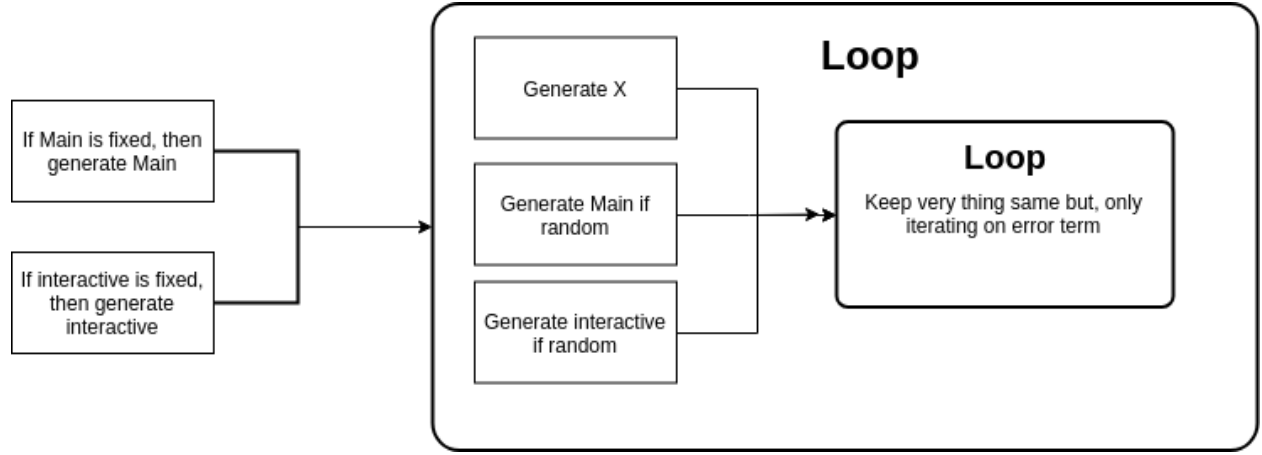 If Main is fixed, then
generate Main
If interactive is fixed,
then generate
interactive
Loop
Generate X
Generate Main if
random
Generate interactive
if random
Loop
Keep very thing same but, only
iterating on error term